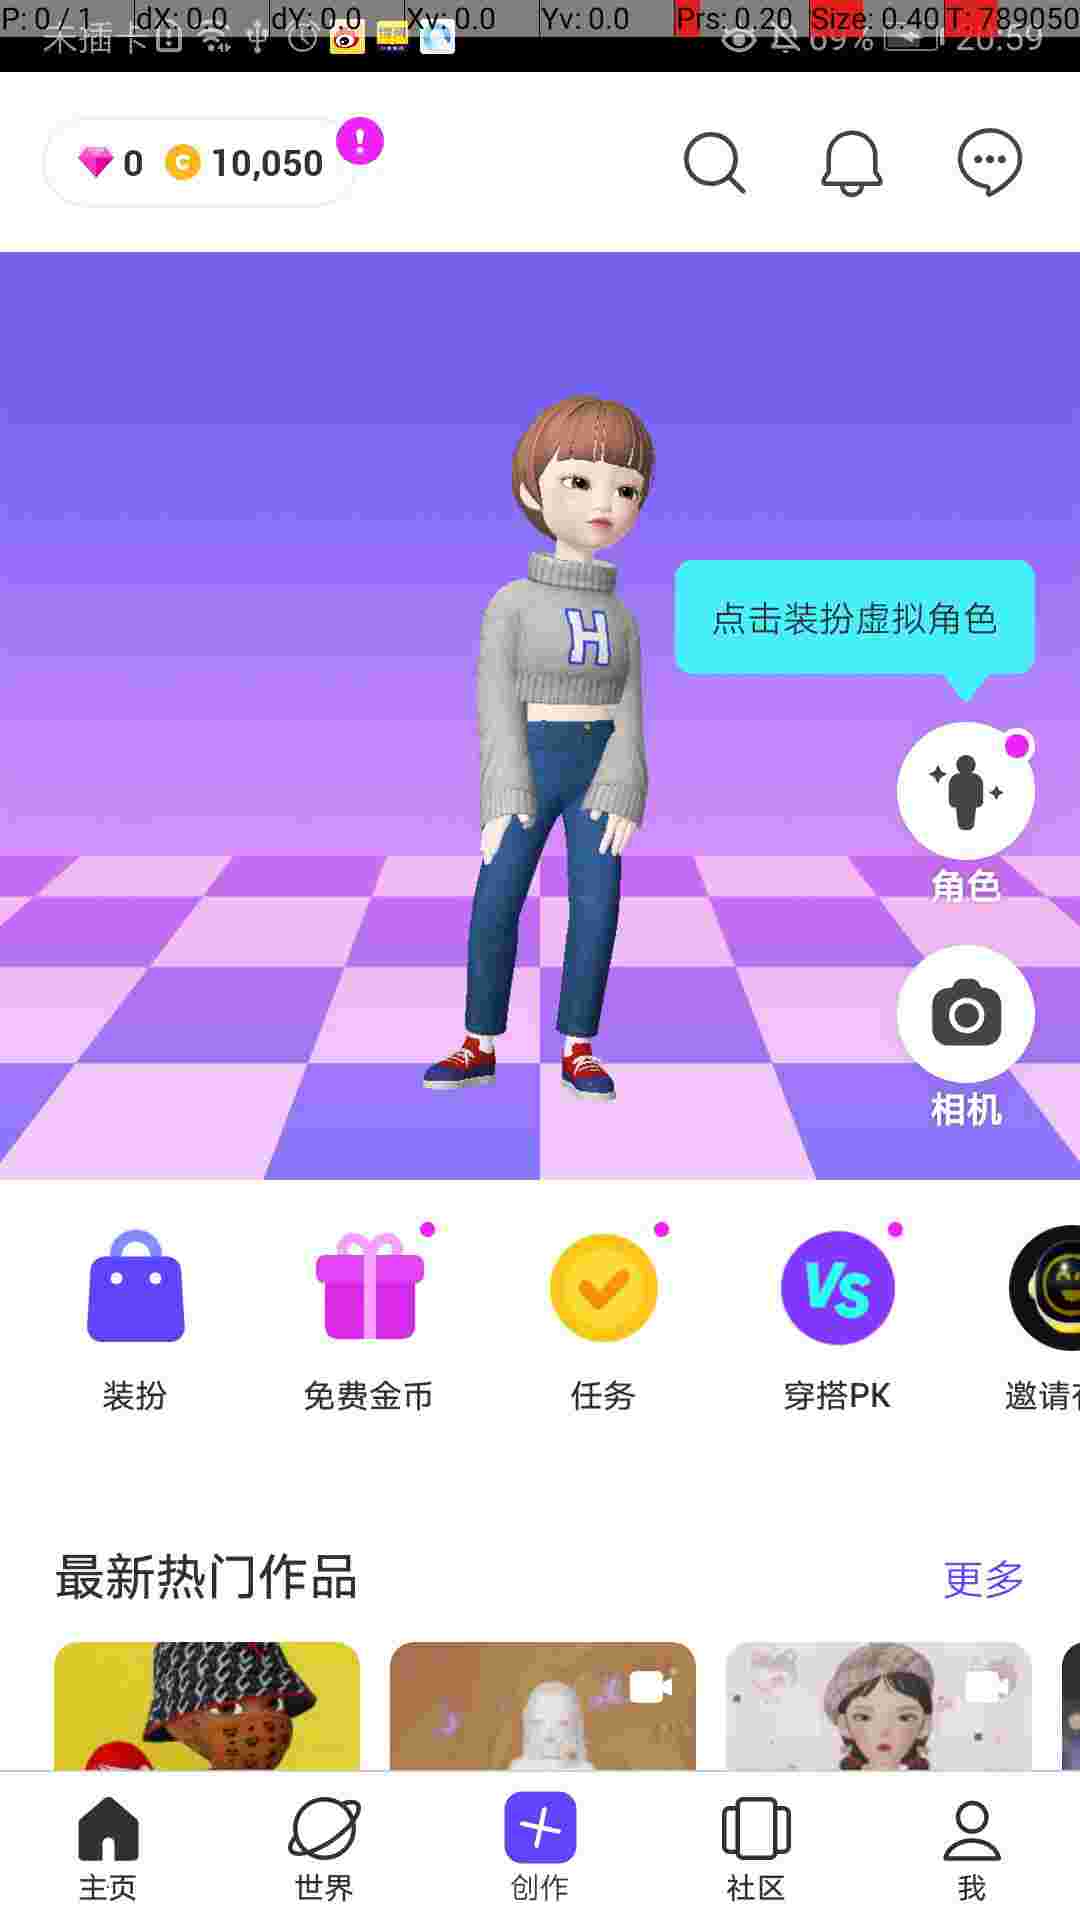 P: 0 / 1 dX: 0.0 dY: 0.0 Xv: 0.0 Yv: 0.0 Prs: 0.20 Size: 0.40 T: 789050
未插卡 69% 20:59
0 C 10,050 !
H
点击装扮虚拟角色
角色
相机
VS
装扮 免费金币 任务 穿搭PK 邀请
最新热门作品 更多
主页 世界 创作 社区 我